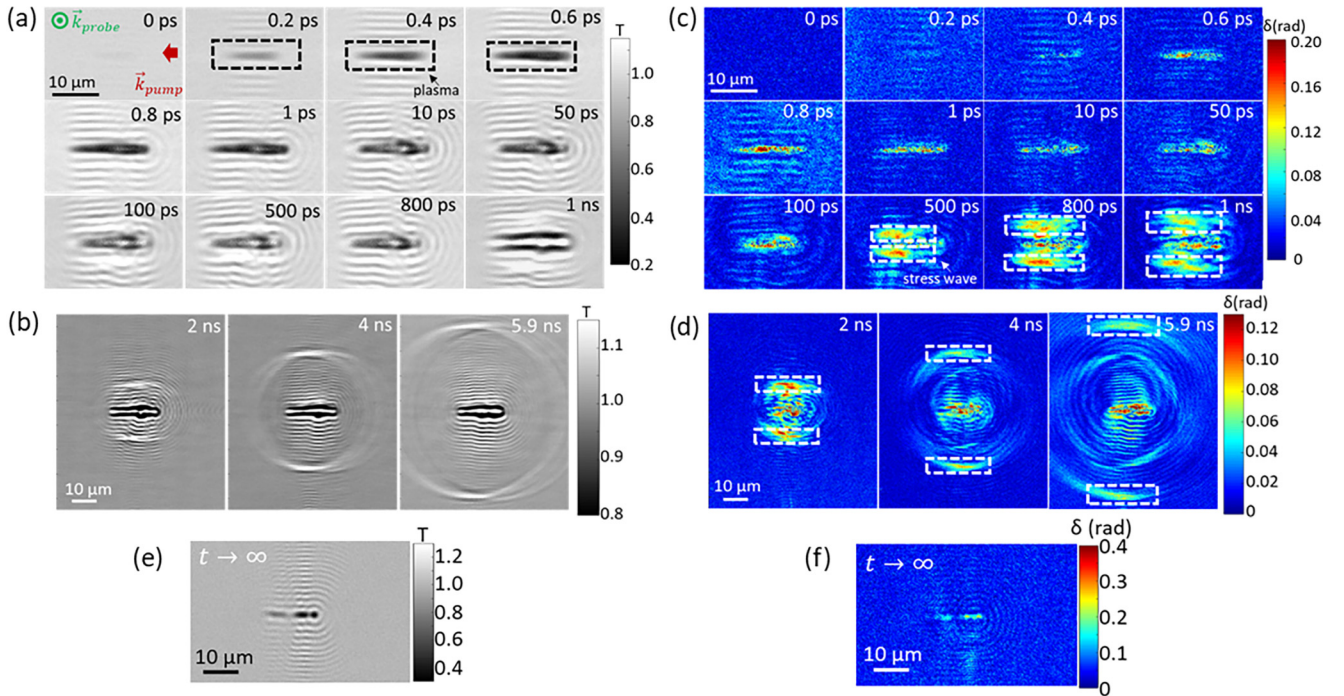 (a)
k⃗probe
0 ps
0.2 ps
0.4 ps
0.6 ps
T
k⃗pump
10 μm
plasma
1.0
0.8
0.6
0.4
0.2
0.8 ps
1 ps
10 ps
50 ps
100 ps
500 ps
800 ps
1 ns
(c)
0 ps
0.2 ps
0.4 ps
0.6 ps
δ(rad)
10 μm
0.20
0.16
0.12
0.08
0.04
0
0.8 ps
1 ps
10 ps
50 ps
100 ps
500 ps
800 ps
1 ns
stress wave
(b)
2 ns
4 ns
5.9 ns
T
10 μm
1.1
1.0
0.9
0.8
(d)
2 ns
4 ns
5.9 ns
δ(rad)
10 μm
0.12
0.10
0.08
0.06
0.04
0.02
0
(e)
t → ∞
10 μm
T
1.2
1.0
0.8
0.6
0.4
(f)
t → ∞
10 μm
δ (rad)
0.4
0.3
0.2
0.1
0